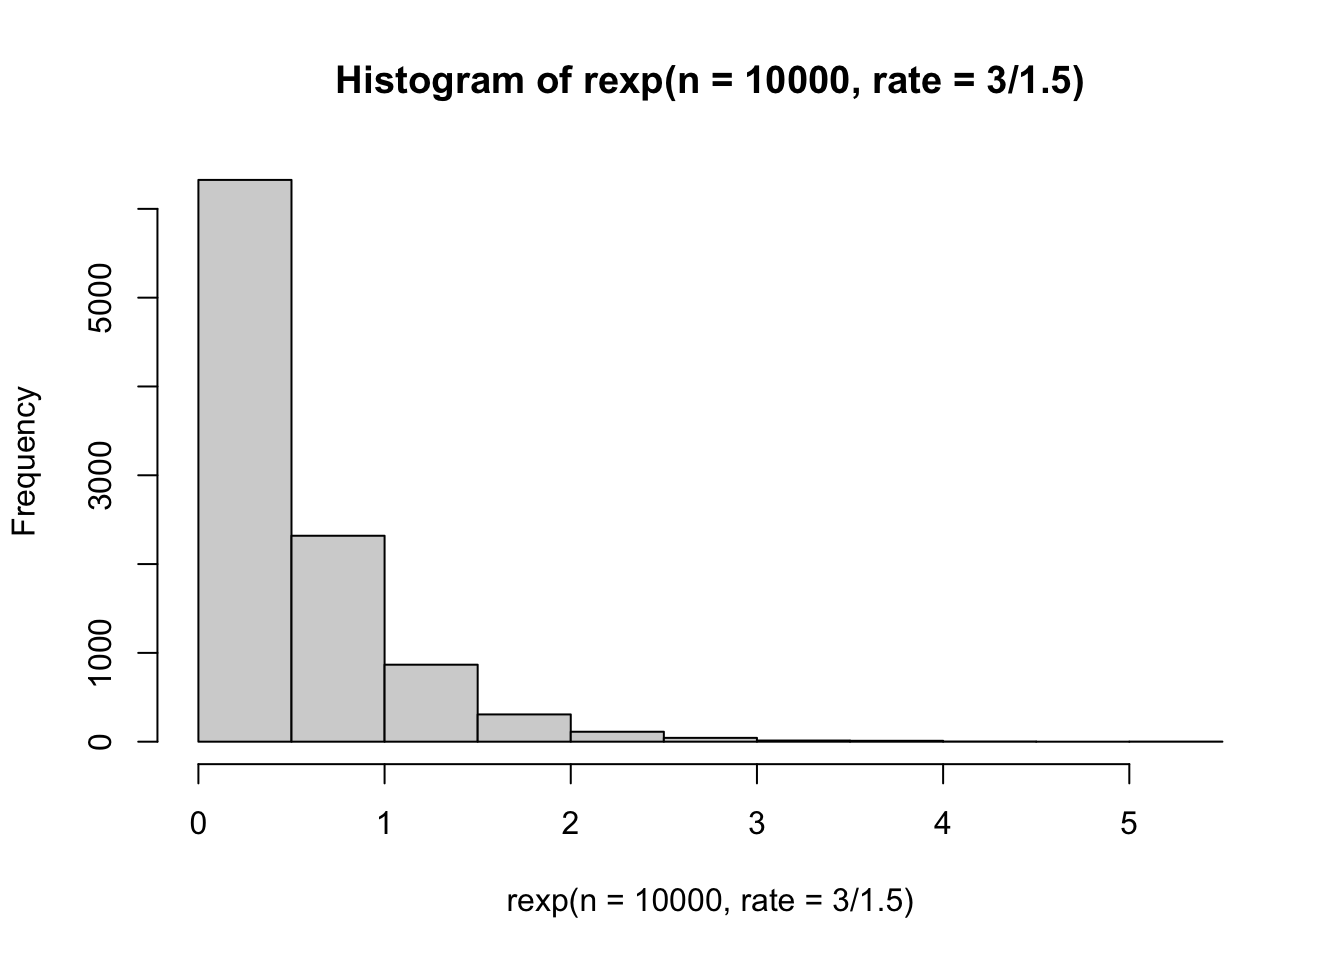 Histogram of rexp(n = 10000, rate = 3/1.5)
Frequency
5000
3000
1000
0
0 1 2 3 4 5
rexp(n = 10000, rate = 3/1.5)